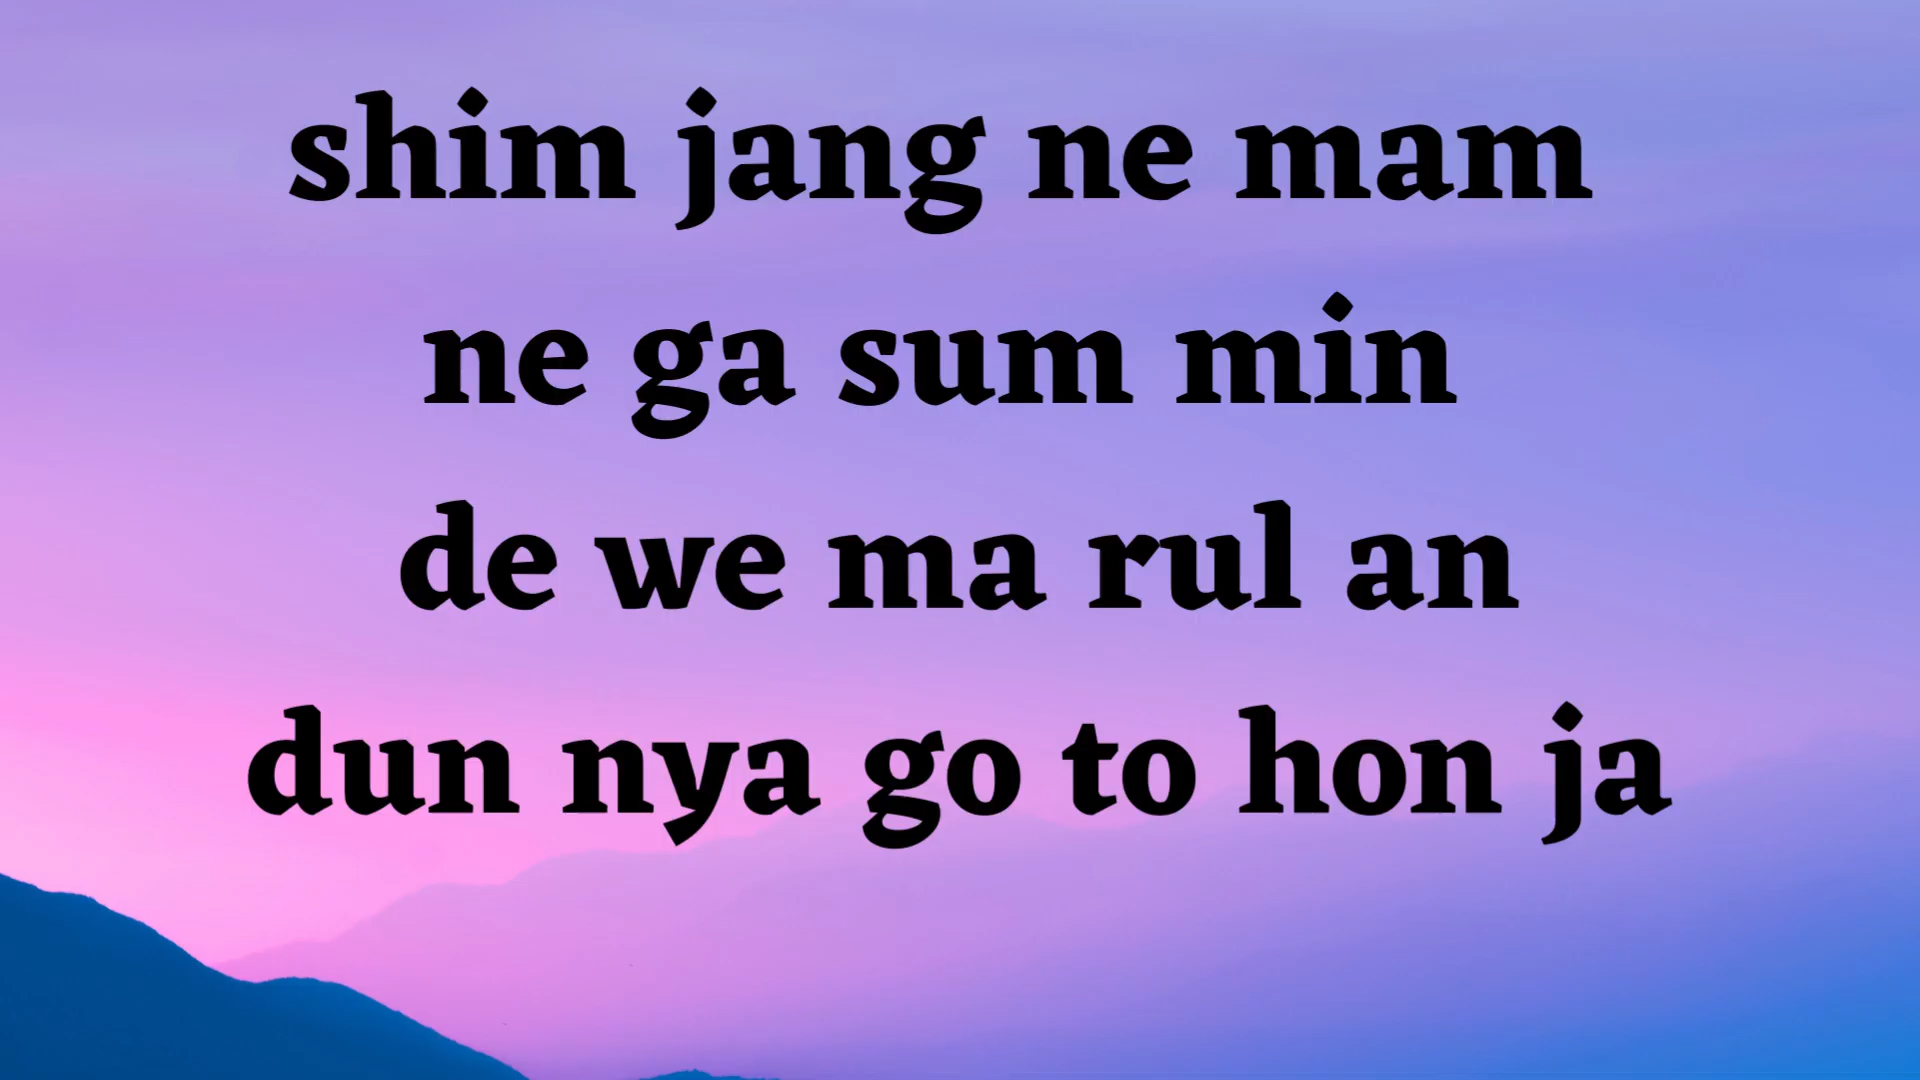 shim jang ne mam
ne ga sum min
de we ma rul an
dun nya go to hon ja